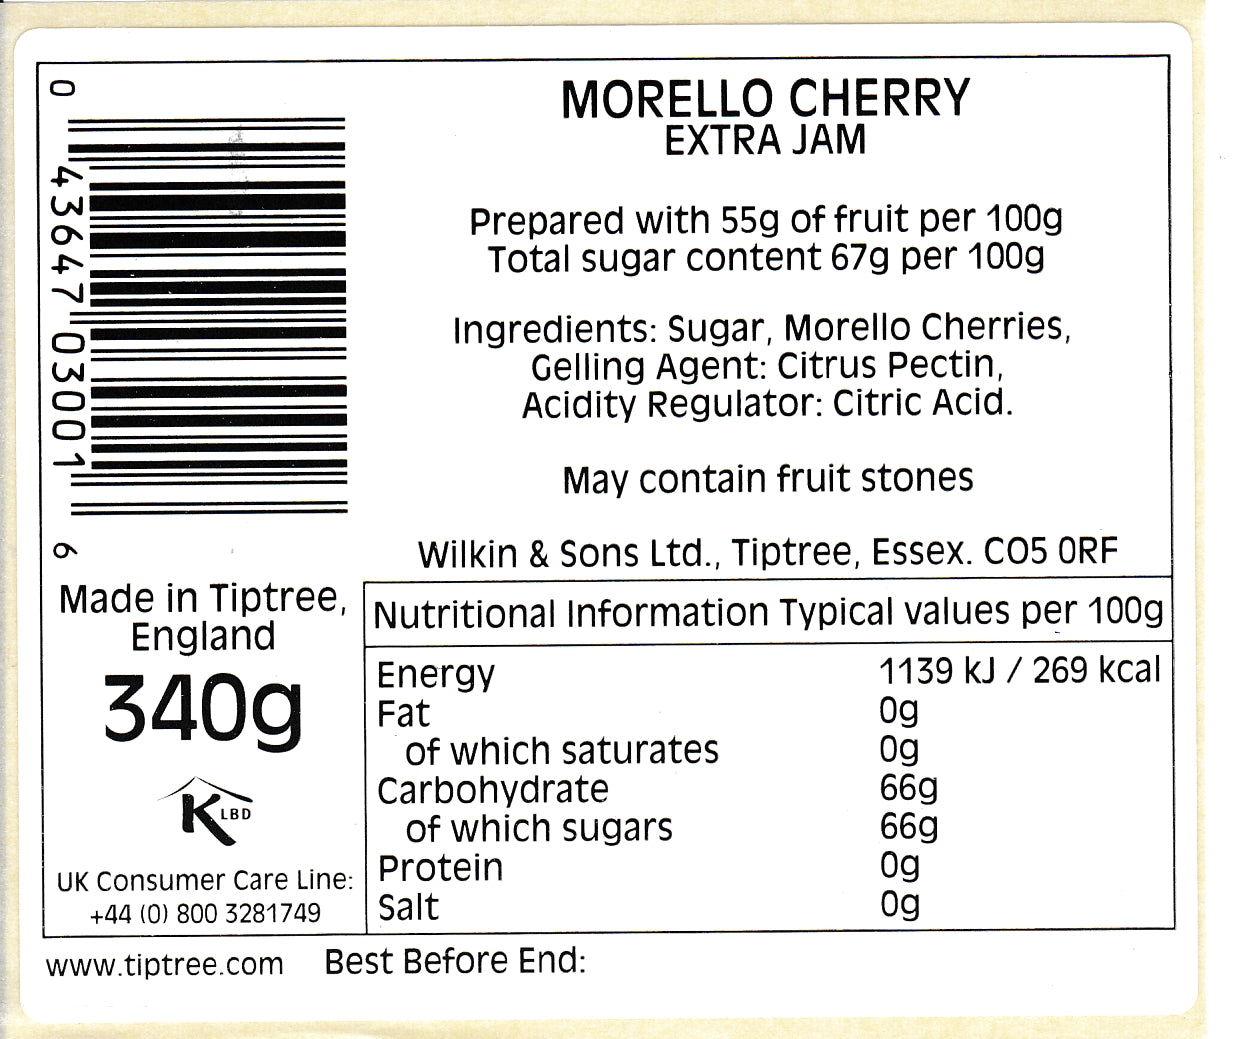 0 43647 03001 6
MORELLO CHERRY
EXTRA JAM
Prepared with 55g of fruit per 100g
Total sugar content 67g per 100g
Ingredients: Sugar, Morello Cherries,
Gelling Agent: Citrus Pectin,
Acidity Regulator: Citric Acid.
May contain fruit stones
Wilkin & Sons Ltd., Tiptree, Essex. CO5 0RF
Made in Tiptree,
England
340g
K LBD
UK Consumer Care Line:
+44 (0) 800 3281749
Nutritional Information Typical values per 100g
Energy 1139 kJ / 269 kcal
Fat 0g
of which saturates 0g
Carbohydrate 66g
of which sugars 66g
Protein 0g
Salt 0g
www.tiptree.com Best Before End: